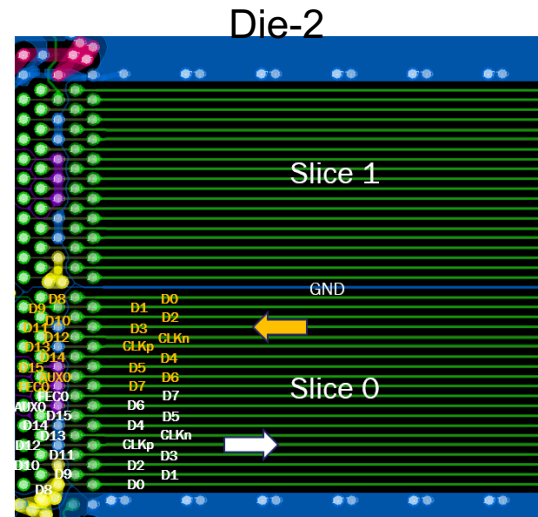 Die-2
Slice 1
GND
D8 D0
D9 D1
D10 D2
D11 D3
D12 CLKn
D13 CLKp
D14 D4
D15 D5
AUX0 D6
FEC0 D7
FEC0 D7
AUX0 D6
D15 D5
D14 D4
D13 CLKn
D12 CLKp
D11 D3
D10 D2
D9 D1
D8 D0
Slice 0